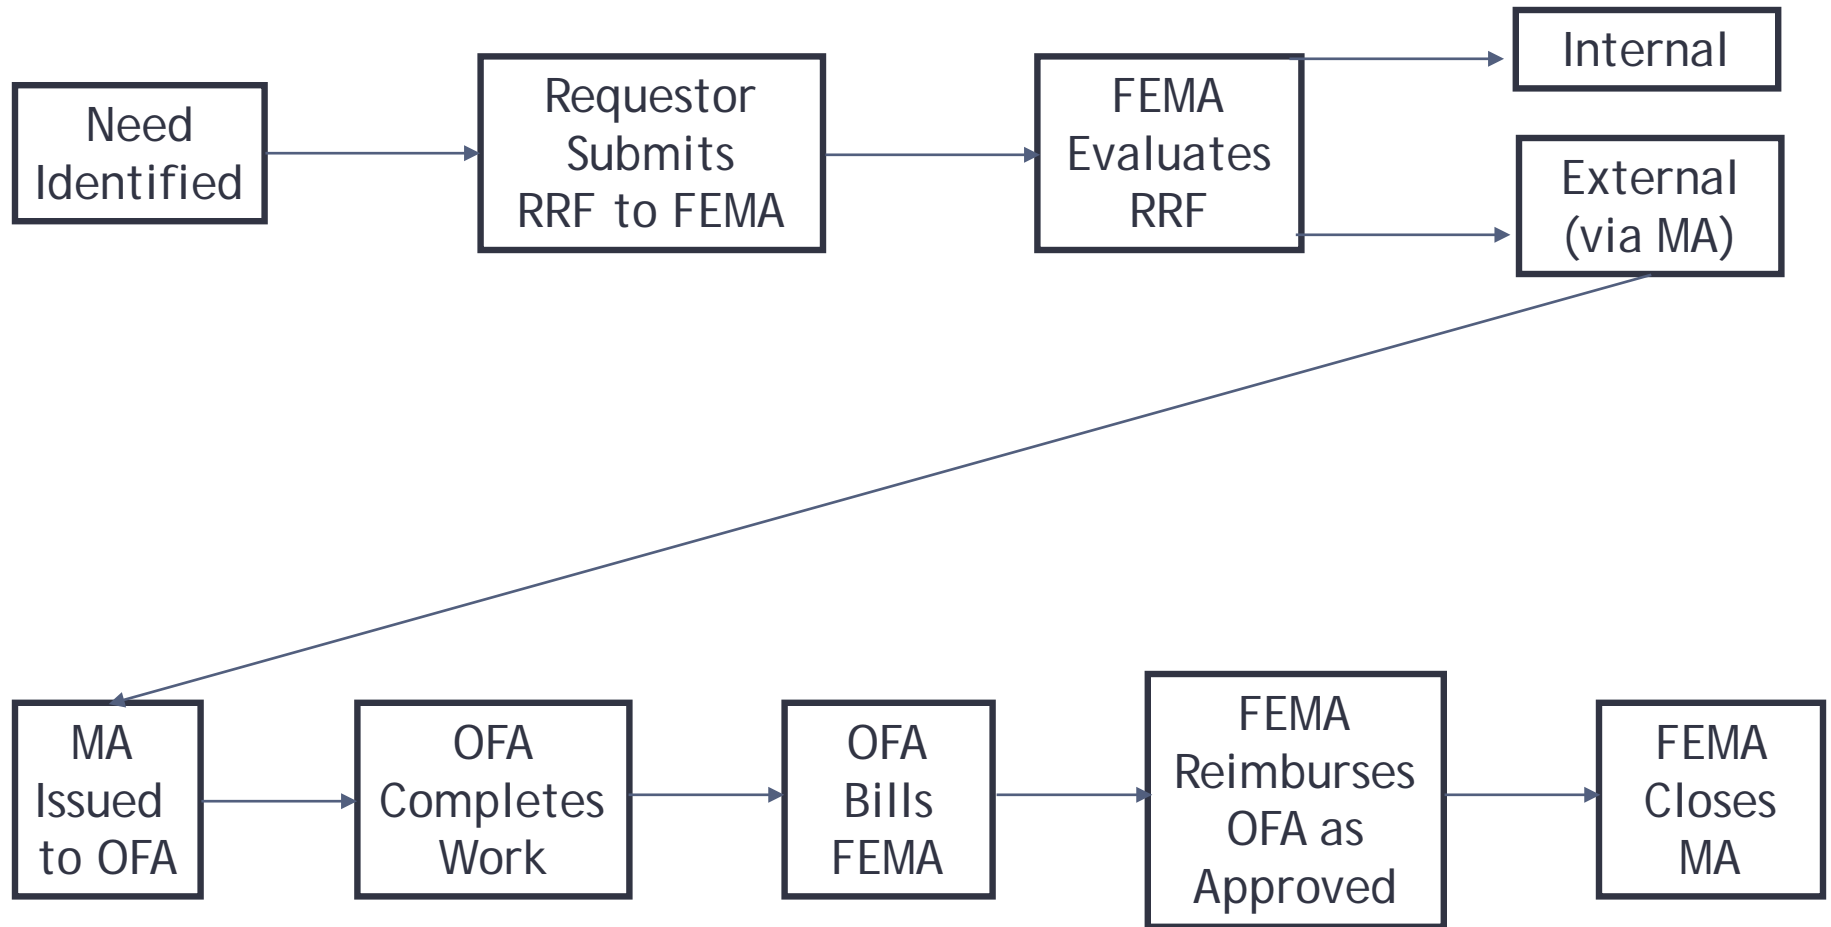 Need
Identified
Requestor
Submits
RRF to FEMA
FEMA
Evaluates
RRF
Internal
External
(via MA)
MA
Issued
to OFA
OFA
Completes
Work
OFA
Bills
FEMA
FEMA
Reimburses
OFA as
Approved
FEMA
Closes
MA